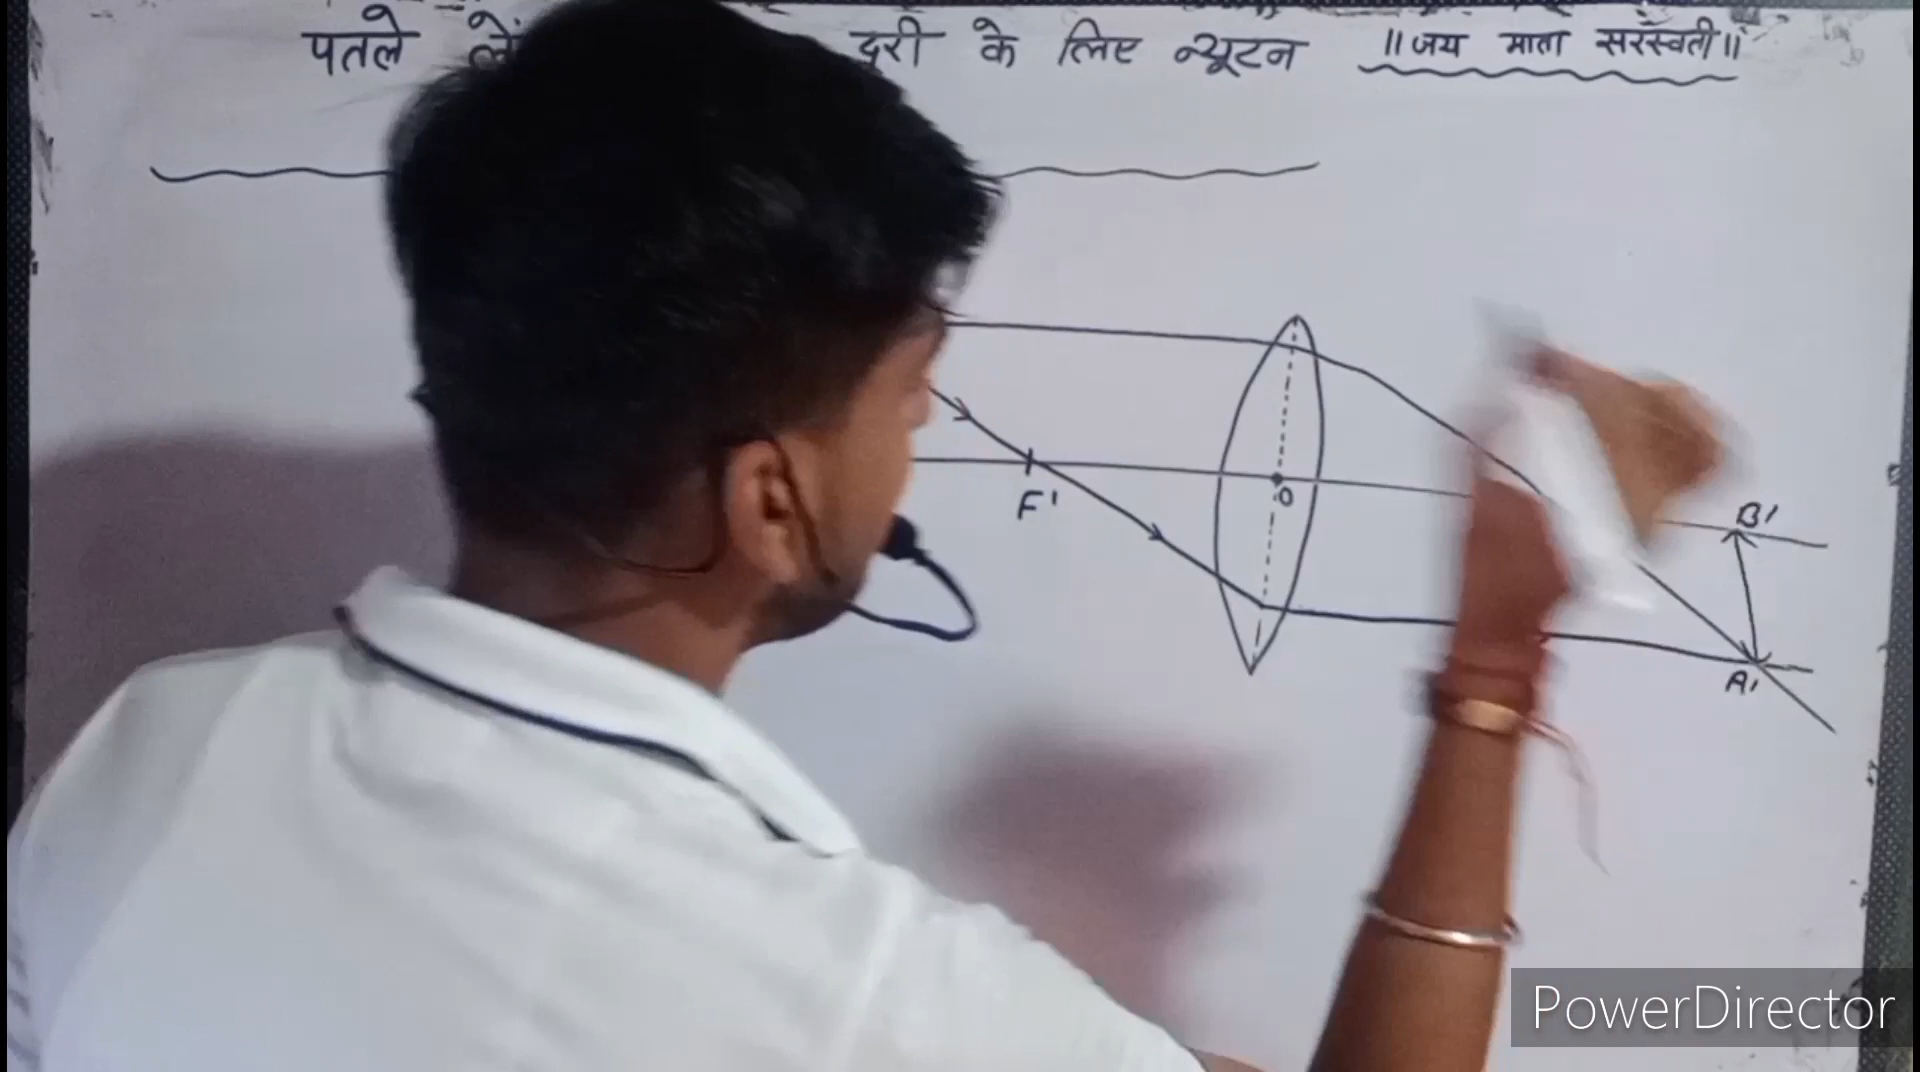 पतले दूरी के लिए न्यूटन ॥ जय माता सरस्वती ॥
F'
O
B'
A'
PowerDirector